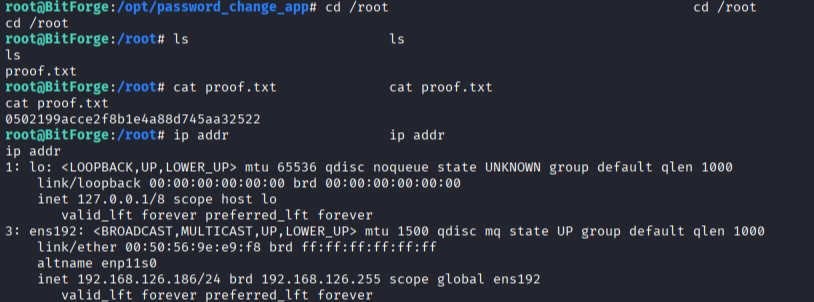 root@BitForge:/opt/password_change_app# cd /root cd /root
cd /root
root@BitForge:/root# ls ls
ls
proof.txt
root@BitForge:/root# cat proof.txt cat proof.txt
cat proof.txt
0502199acce2f8b1e4a88d745aa32522
root@BitForge:/root# ip addr ip addr
ip addr
1: lo: <LOOPBACK,UP,LOWER_UP> mtu 65536 qdisc noqueue state UNKNOWN group default qlen 1000
link/loopback 00:00:00:00:00:00 brd 00:00:00:00:00:00
inet 127.0.0.1/8 scope host lo
valid_lft forever preferred_lft forever
3: ens192: <BROADCAST,MULTICAST,UP,LOWER_UP> mtu 1500 qdisc mq state UP group default qlen 1000
link/ether 00:50:56:9e:e9:f8 brd ff:ff:ff:ff:ff:ff
altname enp11s0
inet 192.168.126.186/24 brd 192.168.126.255 scope global ens192
valid_lft forever preferred_lft forever